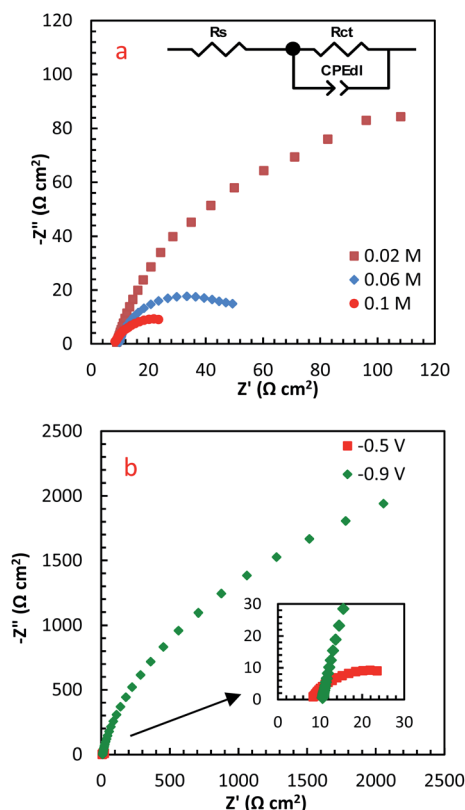 a
Rs
Rct
CPEdl
120
100
80
60
40
20
0
-Z'' (Ω cm²)
0.02 M
0.06 M
0.1 M
0 20 40 60 80 100 120
Z' (Ω cm²)
b
2500
2000
1500
1000
500
0
-Z'' (Ω cm²)
-0.5 V
-0.9 V
30
20
10
0
0 10 20 30
0 500 1000 1500 2000 2500
Z' (Ω cm²)